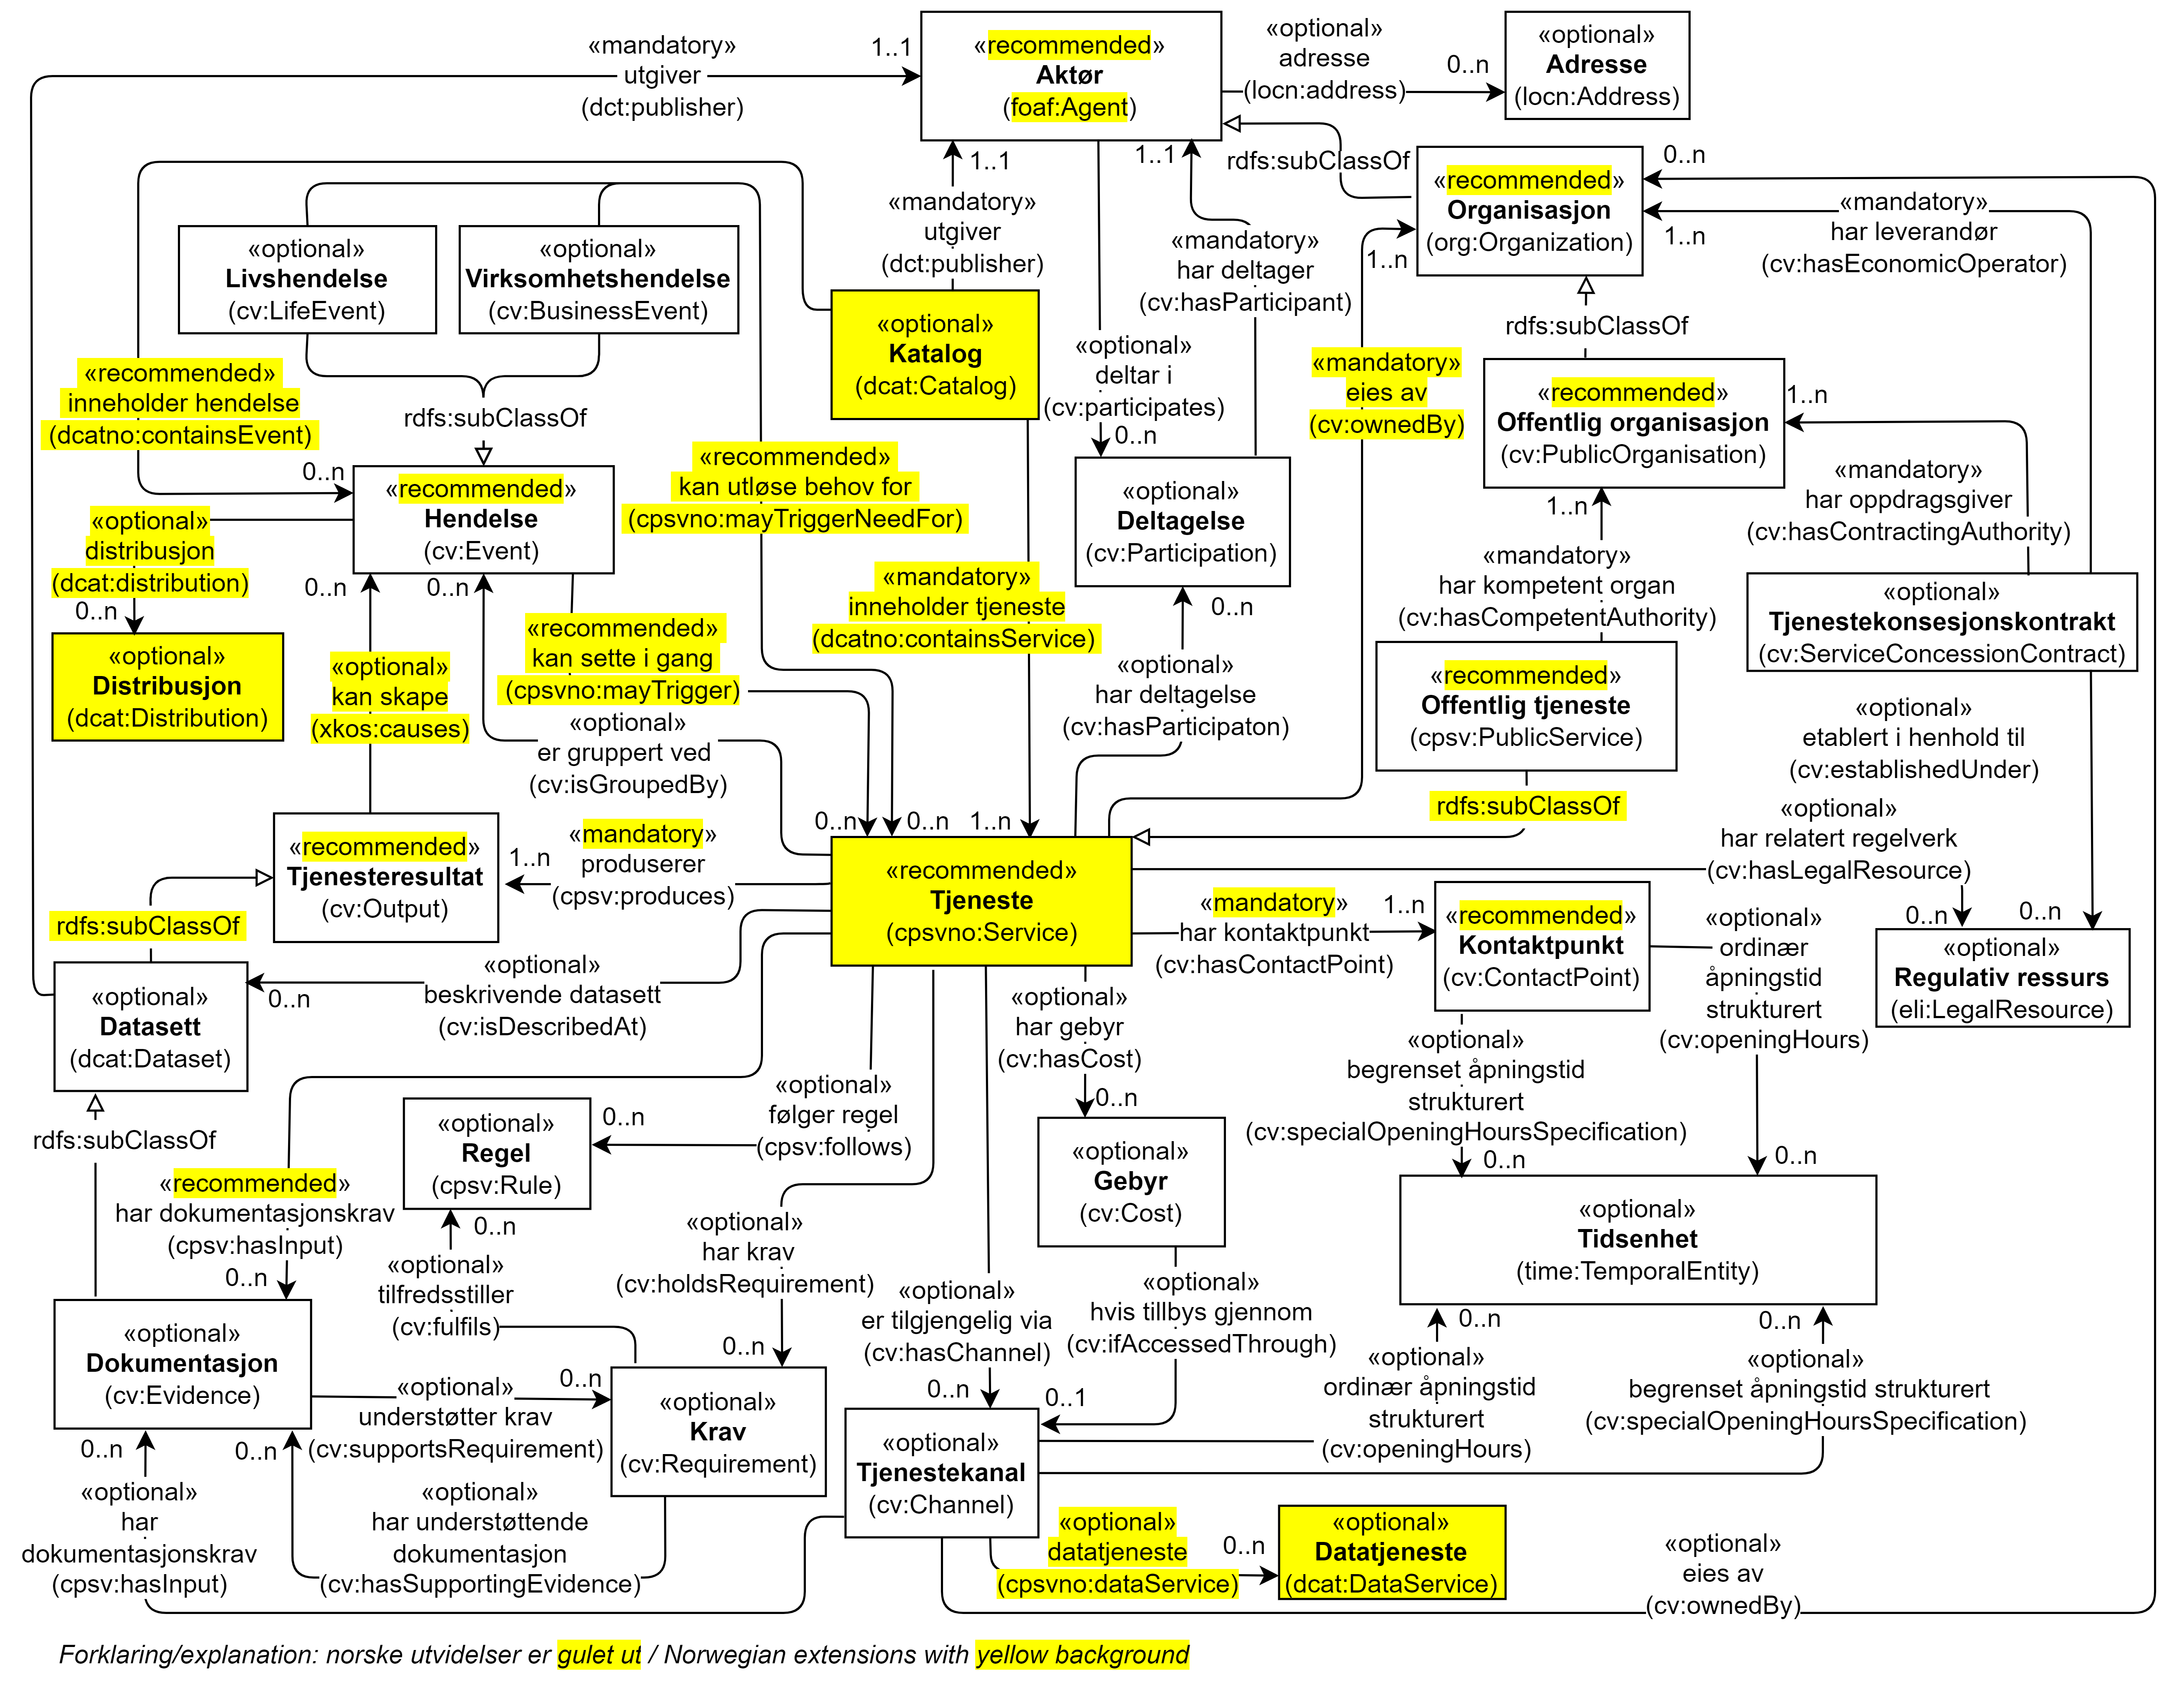 «mandatory»
utgiver
(dct:publisher)
1..1
«recommended»
Aktør
(foaf:Agent)
«optional»
adresse
(locn:address)
0..n
«optional»
Adresse
(locn:Address)
1..1
«mandatory»
utgiver
(dct:publisher)
1..1
«mandatory»
har deltager
(cv:hasParticipant)
rdfs:subClassOf
«recommended»
Organisasjon
(org:Organization)
0..n
«mandatory»
har leverandør
(cv:hasEconomicOperator)
1..n
1..n
«optional»
Livshendelse
(cv:LifeEvent)
«optional»
Virksomhetshendelse
(cv:BusinessEvent)
«optional»
Katalog
(dcat:Catalog)
«optional»
deltar i
(cv:participates)
0..n
«mandatory»
eies av
(cv:ownedBy)
rdfs:subClassOf
«recommended»
Offentlig organisasjon
(cv:PublicOrganisation)
1..n
«recommended»
inneholder hendelse
(dcatno:containsEvent)
rdfs:subClassOf
0..n
«recommended»
Hendelse
(cv:Event)
«recommended»
kan utløse behov for
(cpsvno:mayTriggerNeedFor)
«optional»
Deltagelse
(cv:Participation)
«mandatory»
har oppdragsgiver
(cv:hasContractingAuthority)
1..n
«mandatory»
har kompetent organ
(cv:hasCompetentAuthority)
«optional»
distribusjon
(dcat:distribution)
0..n
0..n
0..n
«mandatory»
inneholder tjeneste
(dcatno:containsService)
0..n
«optional»
Tjenestekonsesjonskontrakt
(cv:ServiceConcessionContract)
«optional»
Distribusjon
(dcat:Distribution)
«optional»
kan skape
(xkos:causes)
«recommended»
kan sette i gang
(cpsvno:mayTrigger)
«optional»
er gruppert ved
(cv:isGroupedBy)
«optional»
har deltagelse
(cv:hasParticipaton)
«recommended»
Offentlig tjeneste
(cpsv:PublicService)
«optional»
etablert i henhold til
(cv:establishedUnder)
rdfs:subClassOf
«optional»
har relatert regelverk
(cv:hasLegalResource)
0..n
0..n
1..n
«recommended»
Tjenesteresultat
(cv:Output)
1..n
«mandatory»
produserer
(cpsv:produces)
«recommended»
Tjeneste
(cpsvno:Service)
«mandatory»
har kontaktpunkt
(cv:hasContactPoint)
1..n
«recommended»
Kontaktpunkt
(cv:ContactPoint)
«optional»
ordinær
åpningstid
strukturert
(cv:openingHours)
0..n
0..n
«optional»
Regulativ ressurs
(eli:LegalResource)
rdfs:subClassOf
«optional»
Datasett
(dcat:Dataset)
0..n
«optional»
beskrivende datasett
(cv:isDescribedAt)
«optional»
har gebyr
(cv:hasCost)
0..n
«optional»
begrenset åpningstid
strukturert
(cv:specialOpeningHoursSpecification)
0..n
0..n
rdfs:subClassOf
«optional»
Regel
(cpsv:Rule)
0..n
«optional»
følger regel
(cpsv:follows)
«optional»
Gebyr
(cv:Cost)
«optional»
Tidsenhet
(time:TemporalEntity)
«recommended»
har dokumentasjonskrav
(cpsv:hasInput)
0..n
0..n
«optional»
tilfredsstiller
(cv:fulfils)
«optional»
har krav
(cv:holdsRequirement)
0..n
«optional»
er tilgjengelig via
(cv:hasChannel)
0..n
«optional»
hvis tillbys gjennom
(cv:ifAccessedThrough)
0..1
0..n
«optional»
ordinær åpningstid
strukturert
(cv:openingHours)
0..n
«optional»
begrenset åpningstid strukturert
(cv:specialOpeningHoursSpecification)
«optional»
Dokumentasjon
(cv:Evidence)
«optional»
understøtter krav
(cv:supportsRequirement)
0..n
«optional»
Krav
(cv:Requirement)
«optional»
Tjenestekanal
(cv:Channel)
0..n
0..n
«optional»
har
dokumentasjonskrav
(cpsv:hasInput)
«optional»
har understøttende
dokumentasjon
(cv:hasSupportingEvidence)
«optional»
datatjeneste
(cpsvno:dataService)
0..n
«optional»
Datatjeneste
(dcat:DataService)
«optional»
eies av
(cv:ownedBy)
Forklaring/explanation: norske utvidelser er gulet ut / Norwegian extensions with yellow background